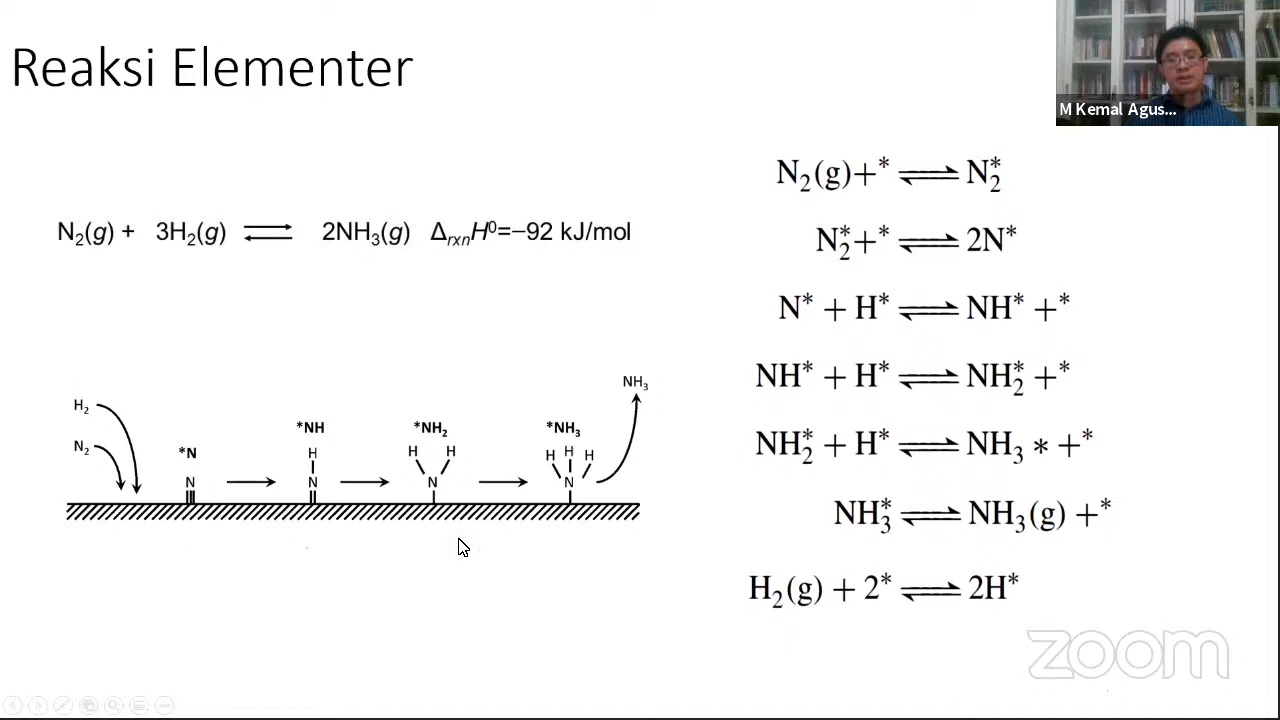 Reaksi Elementer
M Kemal Agus...
N₂(g) + 3H₂(g) ⇌ 2NH₃(g) ΔrxnH⁰=−92 kJ/mol
N₂(g)+* ⇌ N₂*
N₂*+* ⇌ 2N*
N* + H* ⇌ NH* +*
NH* + H* ⇌ NH₂* +*
NH₂* + H* ⇌ NH₃ * +*
NH₃* ⇌ NH₃(g) +*
H₂(g) + 2* ⇌ 2H*
H₂
N₂
*N
N
*NH
H
N
*NH₂
H H
N
*NH₃
H H H
N
NH₃
zoom